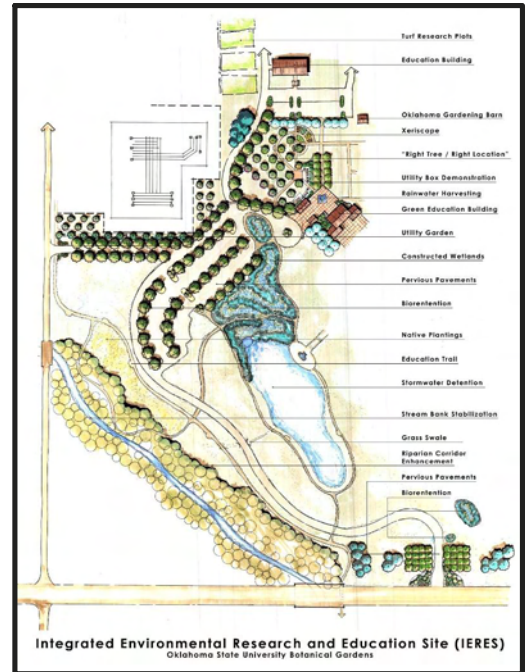 Turf Research Plots
Education Building
Oklahoma Gardening Barn
Xeriscape
"Right Tree / Right Location"
Utility Box Demonstration
Rainwater Harvesting
Green Education Building
Utility Garden
Constructed Wetlands
Pervious Pavements
Biorentention
Native Plantings
Education Trail
Stormwater Detention
Stream Bank Stabilization
Grass Swale
Riparian Corridor
Enhancement
Pervious Pavements
Biorentention
Integrated Environmental Research and Education Site (IERES)
Oklahoma State University Botanical Gardens